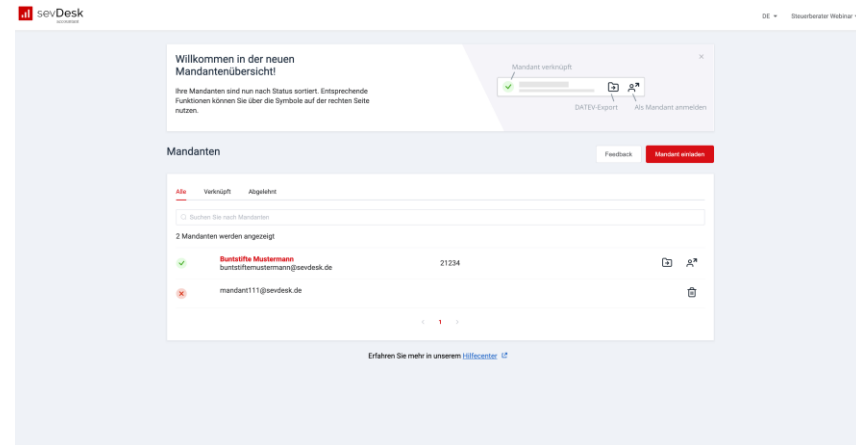 sevDesk
accountant
DE
Steuerberater Webinar
Willkommen in der neuen
Mandantenübersicht!
Ihre Mandanten sind nun nach Status sortiert. Entsprechende
Funktionen können Sie über die Symbole auf der rechten Seite
nutzen.
Mandant verknüpft
DATEV-Export
Als Mandant anmelden
Mandanten
Feedback
Mandant einladen
Alle
Verknüpft
Abgelehnt
Suchen Sie nach Mandanten
2 Mandanten werden angezeigt
Buntstifte Mustermann
buntstiftemustermann@sevdesk.de
21234
mandant111@sevdesk.de
1
Erfahren Sie mehr in unserem Hilfecenter